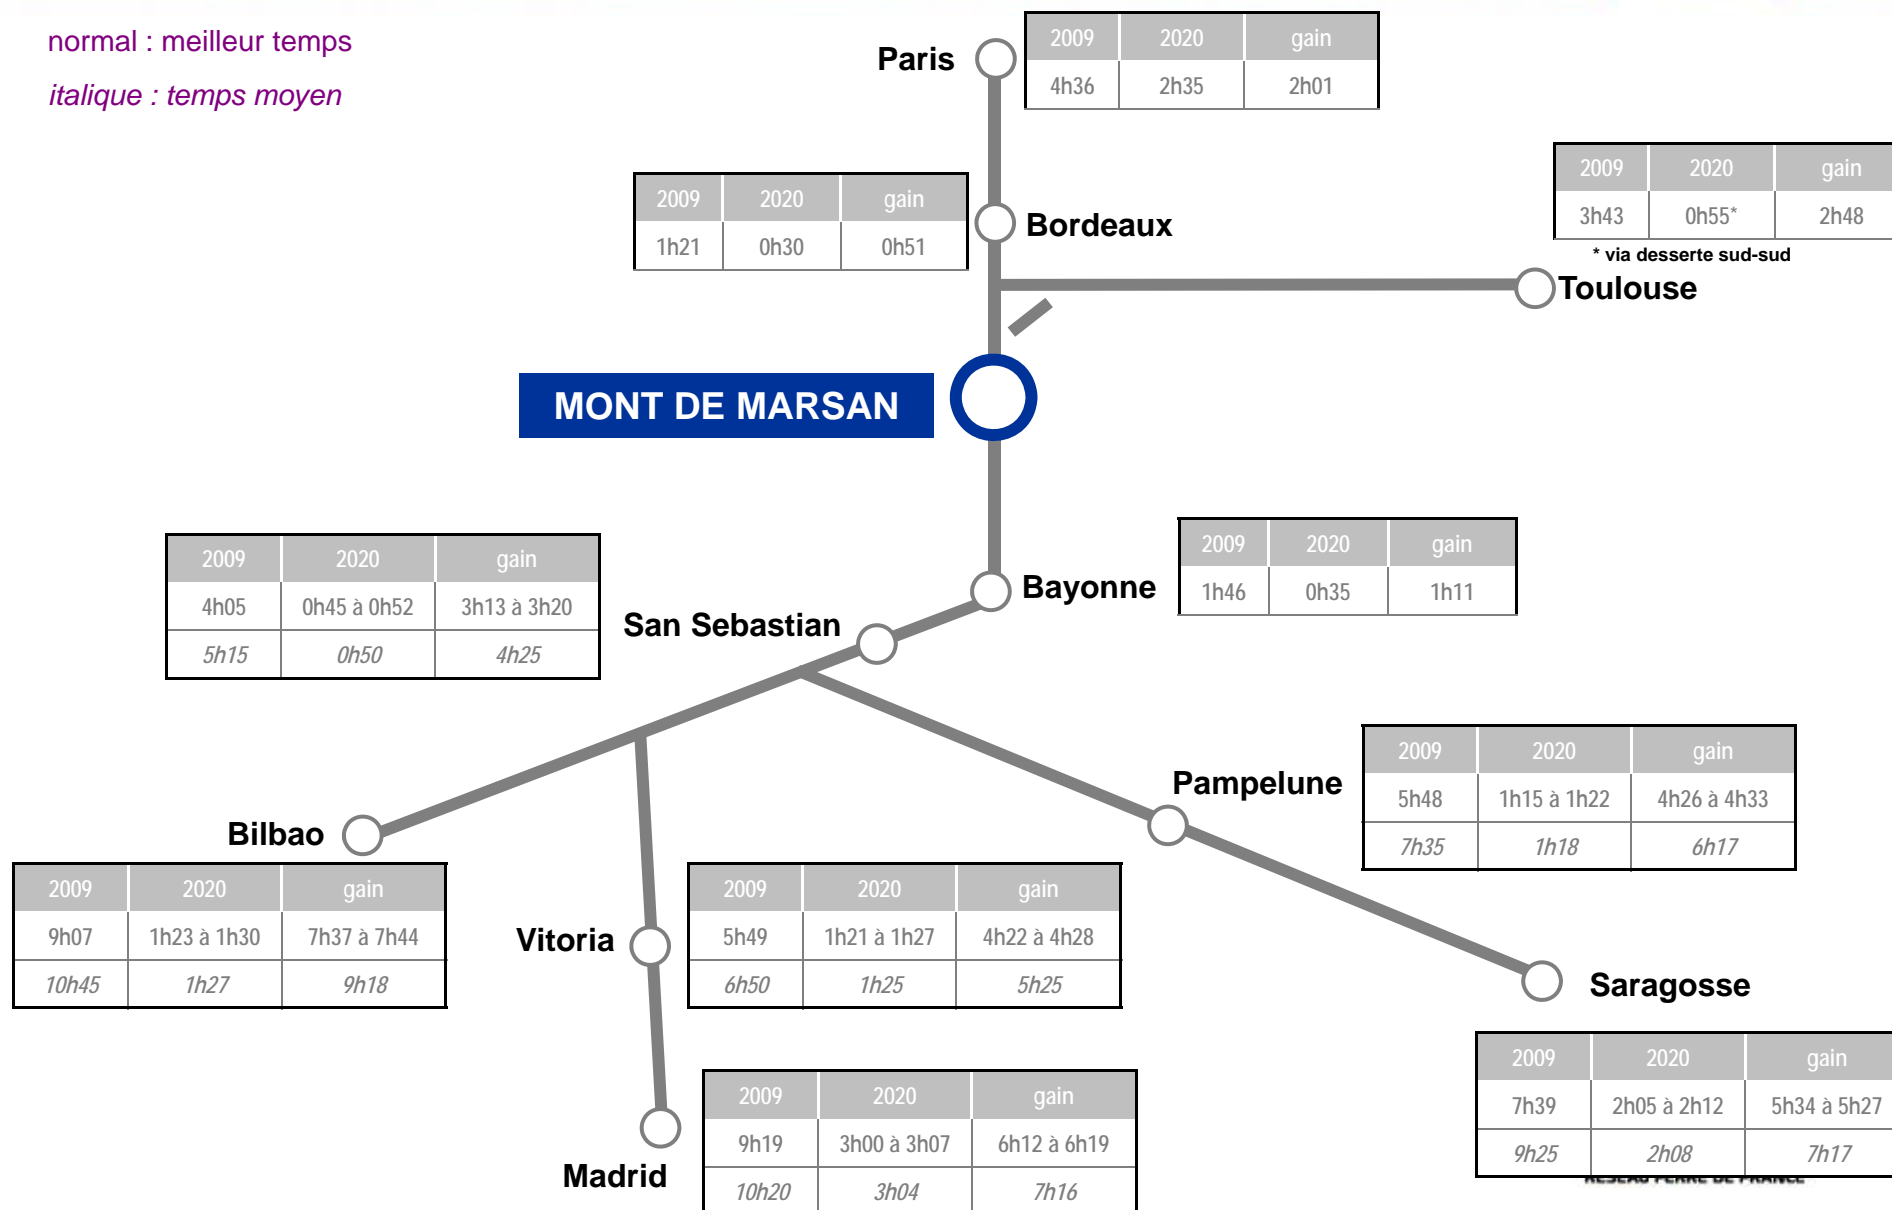 normal : meilleur temps
italique : temps moyen
Paris
2009 2020 gain
4h36 2h35 2h01
2009 2020 gain
3h43 0h55* 2h48
* via desserte sud-sud
Toulouse
2009 2020 gain
1h21 0h30 0h51
Bordeaux
MONT DE MARSAN
2009 2020 gain
4h05 0h45 à 0h52 3h13 à 3h20
5h15 0h50 4h25
San Sebastian
Bayonne
2009 2020 gain
1h46 0h35 1h11
Pampelune
2009 2020 gain
5h48 1h15 à 1h22 4h26 à 4h33
7h35 1h18 6h17
Bilbao
2009 2020 gain
9h07 1h23 à 1h30 7h37 à 7h44
10h45 1h27 9h18
Vitoria
2009 2020 gain
5h49 1h21 à 1h27 4h22 à 4h28
6h50 1h25 5h25
Saragosse
2009 2020 gain
7h39 2h05 à 2h12 5h34 à 5h27
9h25 2h08 7h17
Madrid
2009 2020 gain
9h19 3h00 à 3h07 6h12 à 6h19
10h20 3h04 7h16
RESEAU FERRE DE FRANCE